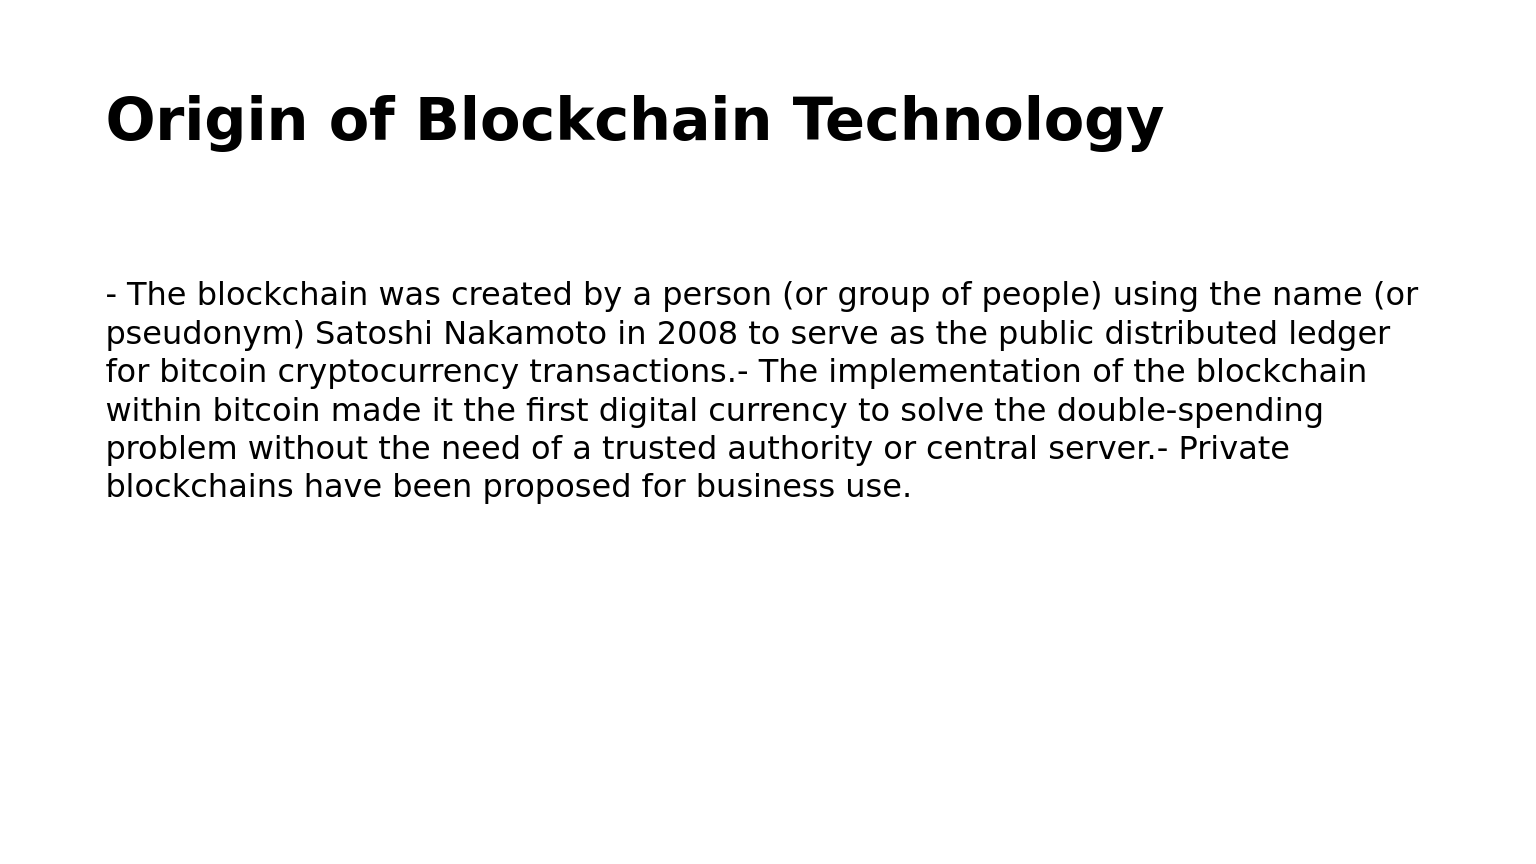 Origin of Blockchain Technology
- The blockchain was created by a person (or group of people) using the name (or
pseudonym) Satoshi Nakamoto in 2008 to serve as the public distributed ledger
for bitcoin cryptocurrency transactions.- The implementation of the blockchain
within bitcoin made it the first digital currency to solve the double-spending
problem without the need of a trusted authority or central server.- Private
blockchains have been proposed for business use.